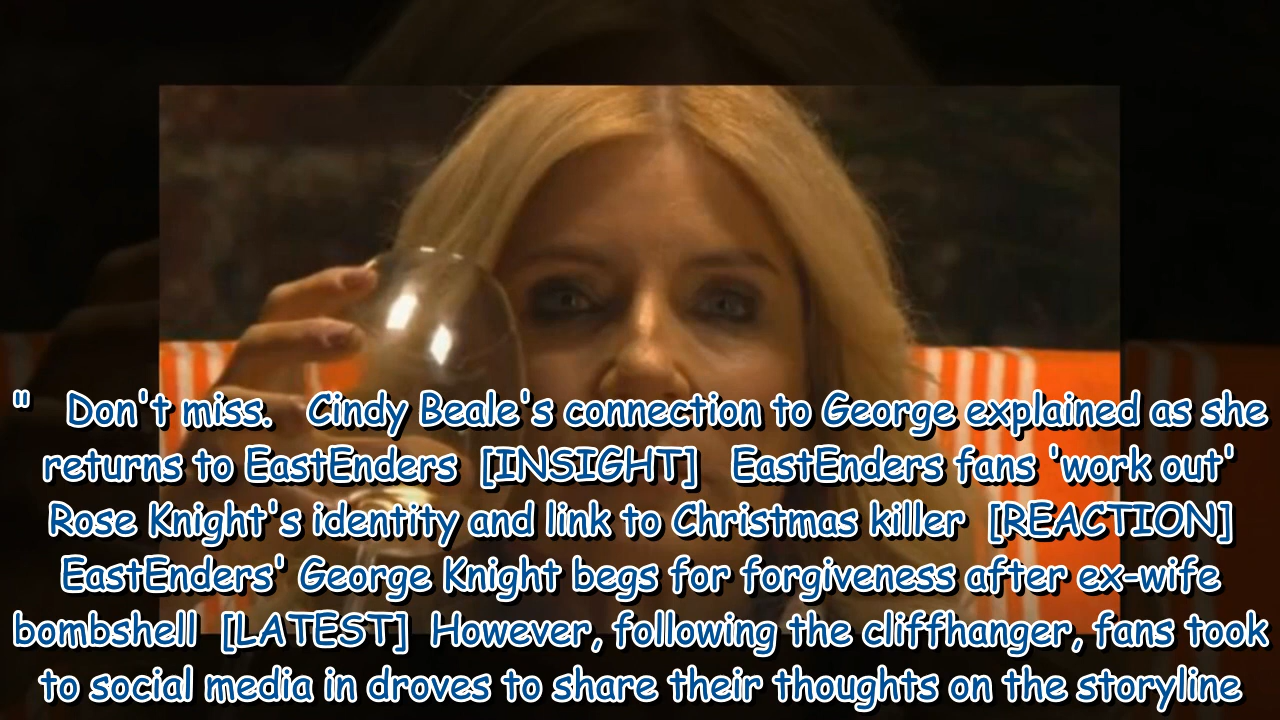 " Don't miss. Cindy Beale's connection to George explained as she
returns to EastEnders [INSIGHT] EastEnders fans 'work out'
Rose Knight's identity and link to Christmas killer [REACTION]
EastEnders' George Knight begs for forgiveness after ex-wife
bombshell [LATEST] However, following the cliffhanger, fans took
to social media in droves to share their thoughts on the storyline